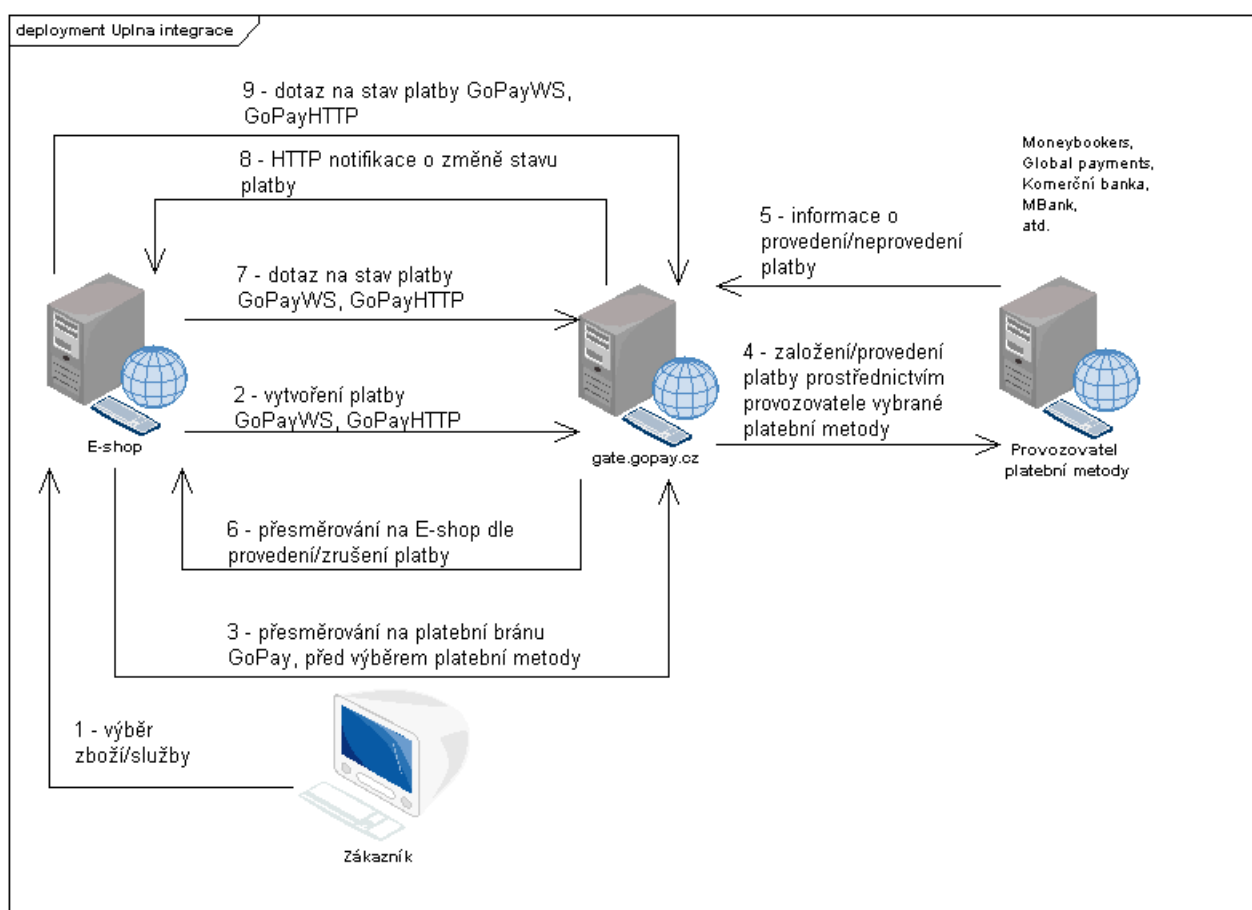 deployment Uplna integrace
9 - dotaz na stav platby GoPayWS,
GoPayHTTP
8 - HTTP notifikace o změně stavu
platby
Moneybookers,
Global payments,
Komerční banka,
MBank,
atd.
5 - informace o
provedení/neprovedení
platby
7 - dotaz na stav platby
GoPayWS, GoPayHTTP
4 - založení/provedení
platby prostřednictvím
provozovatele vybrané
platební metody
2 - vytvoření platby
GoPayWS, GoPayHTTP
E-shop
gate.gopay.cz
Provozovatel
platební metody
6 - přesměrování na E-shop dle
provedení/zrušení platby
3 - přesměrování na platební bránu
GoPay, před výběrem platební metody
1 - výběr
zboží/služby
Zákazník